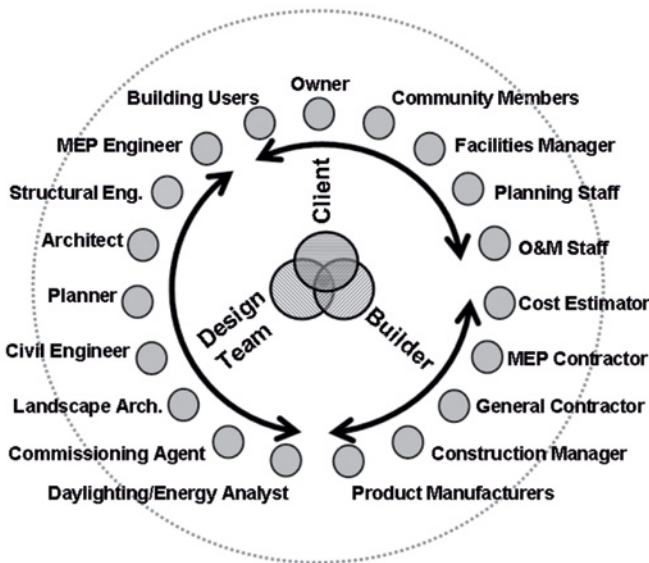 Owner
Building Users
Community Members
MEP Engineer
Facilities Manager
Structural Eng.
Planning Staff
Architect
O&M Staff
Planner
Cost Estimator
Civil Engineer
MEP Contractor
Landscape Arch.
General Contractor
Commissioning Agent
Construction Manager
Daylighting/Energy Analyst
Product Manufacturers
Client
Design
Team
Builder